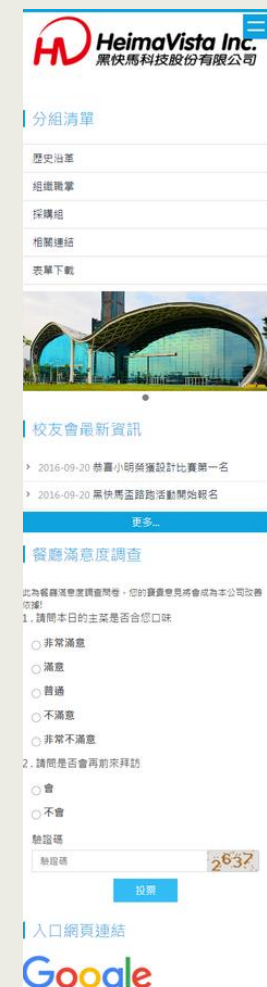 HeimaVista Inc.
黑快馬科技股份有限公司
分組清單
歷史沿革
組織職掌
採購組
相關連結
表單下載
校友會最新資訊
2016-09-20 恭喜小明榮獲設計比賽第一名
2016-09-20 黑快馬盃路跑活動開始報名
更多...
餐廳滿意度調查
此為餐廳滿意度調查問卷，您的寶貴意見將會成為本公司改善
依據!
1 . 請問本日的主菜是否合您口味
非常滿意
滿意
普通
不滿意
非常不滿意
2 . 請問是否會再前來拜訪
會
不會
驗證碼
驗證碼
2637
投票
入口網頁連結
Google